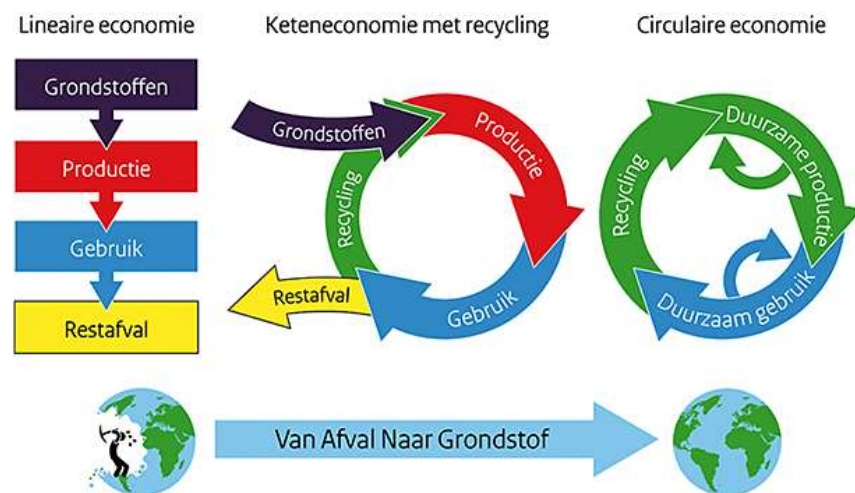 Lineaire economie
Keteneconomie met recycling
Circulaire economie
Grondstoffen
Productie
Gebruik
Restafval
Grondstoffen
Productie
Recycling
Restafval
Gebruik
Recycling
Duurzame productie
Duurzaam gebruik
Van Afval Naar Grondstof